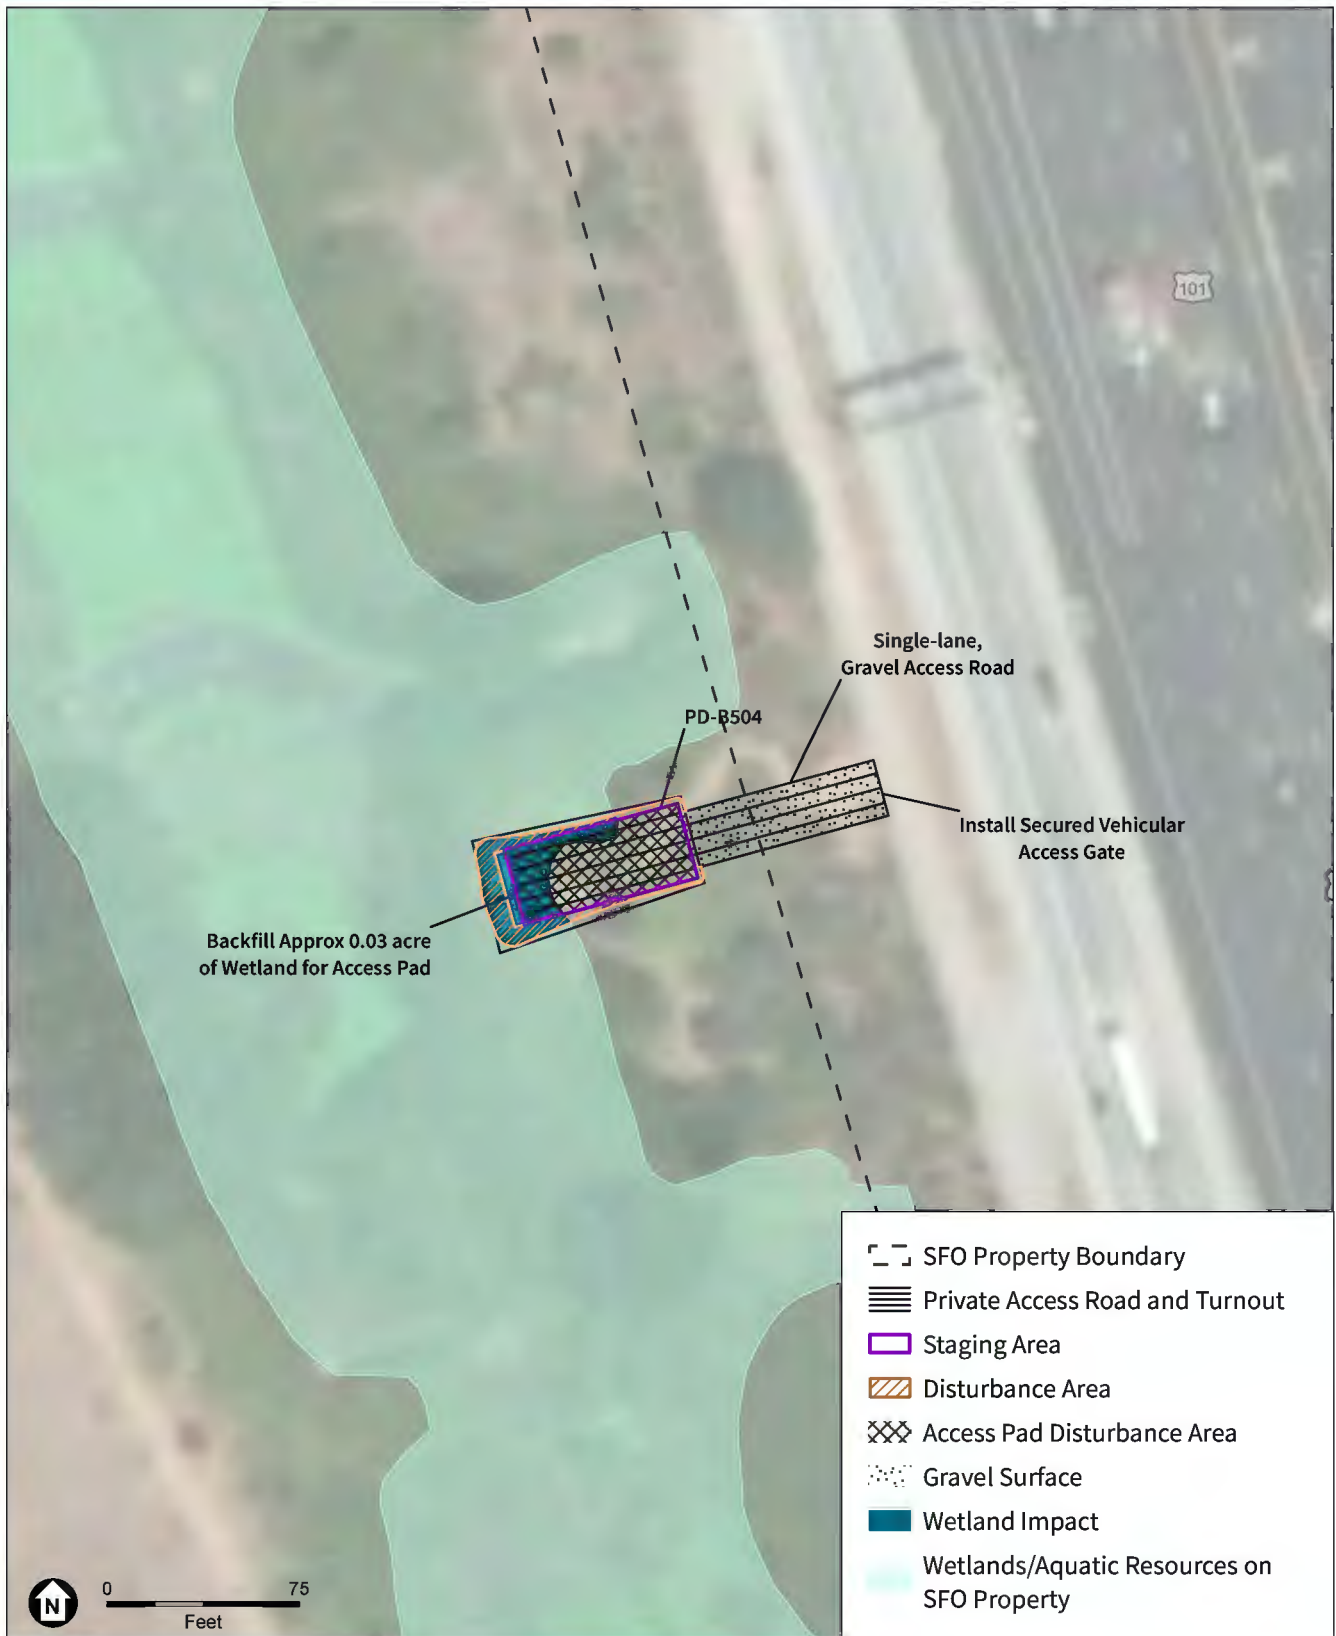 101
Single-lane,
Gravel Access Road
PD-B504
Install Secured Vehicular
Access Gate
Backfill Approx 0.03 acre
of Wetland for Access Pad
SFO Property Boundary
Private Access Road and Turnout
Staging Area
Disturbance Area
Access Pad Disturbance Area
Gravel Surface
Wetland Impact
Wetlands/Aquatic Resources on
SFO Property
N
0 75
Feet